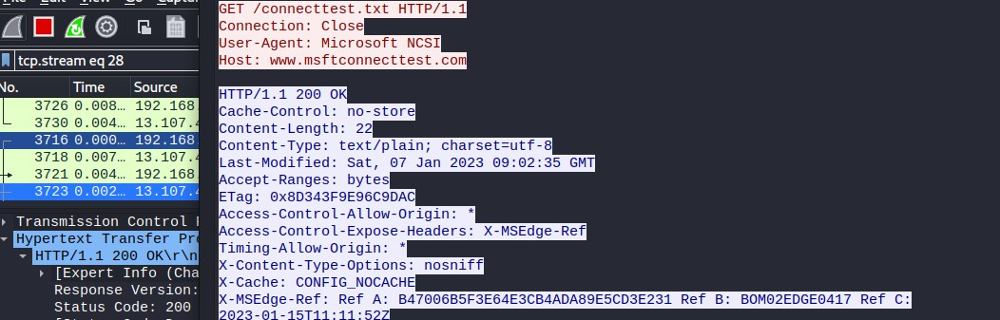 GET /connecttest.txt HTTP/1.1
Connection: Close
User-Agent: Microsoft NCSI
Host: www.msftconnecttest.com
HTTP/1.1 200 OK
Cache-Control: no-store
Content-Length: 22
Content-Type: text/plain; charset=utf-8
Last-Modified: Sat, 07 Jan 2023 09:02:35 GMT
Accept-Ranges: bytes
ETag: 0x8D343F9E96C9DAC
Access-Control-Allow-Origin: *
Access-Control-Expose-Headers: X-MSEdge-Ref
Timing-Allow-Origin: *
X-Content-Type-Options: nosniff
X-Cache: CONFIG_NOCACHE
X-MSEdge-Ref: Ref A: B47006B5F3E64E3CB4ADA89E5CD3E231 Ref B: BOM02EDGE0417 Ref C:
2023-01-15T11:11:52Z
tcp.stream eq 28
No. Time Source
3726 0.008… 192.168
3730 0.004… 13.107.4
3716 0.000… 192.168
3718 0.007… 13.107.4
3721 0.004… 192.168
3723 0.002… 13.107.4
Transmission Control P
Hypertext Transfer Pro
HTTP/1.1 200 OK\r\n
[Expert Info (Cha
Response Version:
Status Code: 200